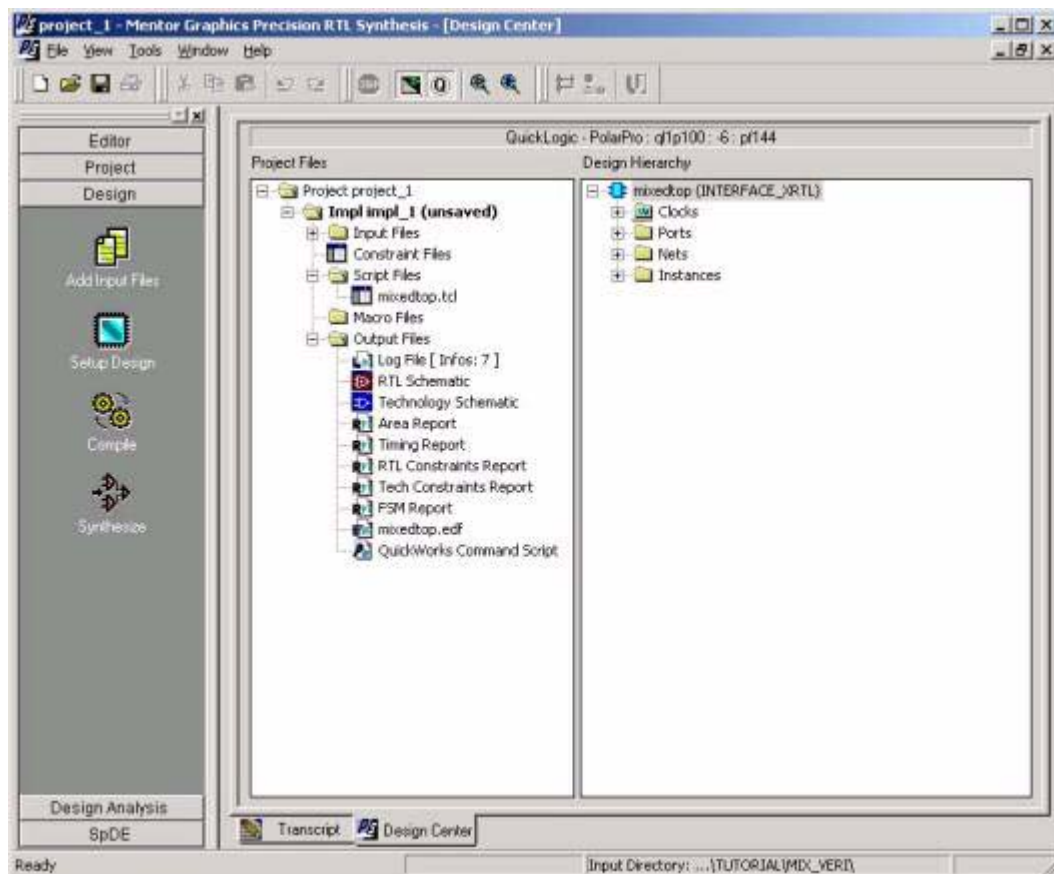 project_1 - Mentor Graphics Precision RTL Synthesis - [Design Center]
File View Tools Window Help
Editor
Project
Design
Add Input Files
Setup Design
Compile
Synthesize
Design Analysis
SpDE
QuickLogic - PolarPro : ql1p100 : -6 : pf144
Project Files
Project project_1
Impl impl_1 (unsaved)
Input Files
Constraint Files
Script Files
mixedtop.tcl
Macro Files
Output Files
Log File [ Infos: 7 ]
RTL Schematic
Technology Schematic
Area Report
Timing Report
RTL Constraints Report
Tech Constraints Report
FSM Report
mixedtop.edf
QuickWorks Command Script
Design Hierarchy
mixedtop (INTERFACE_XRTL)
Clocks
Ports
Nets
Instances
Transcript
Design Center
Ready
Input Directory: ...\TUTORIAL\MIX_VERI\